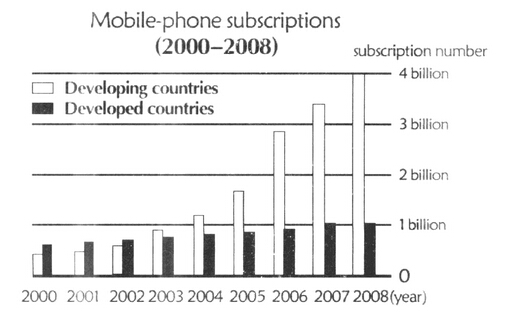 Mobile-phone subscriptions
(2000–2008)
subscription number
4 billion
Developing countries
Developed countries
3 billion
2 billion
1 billion
0
2000 2001 2002 2003 2004 2005 2006 2007 2008 (year)